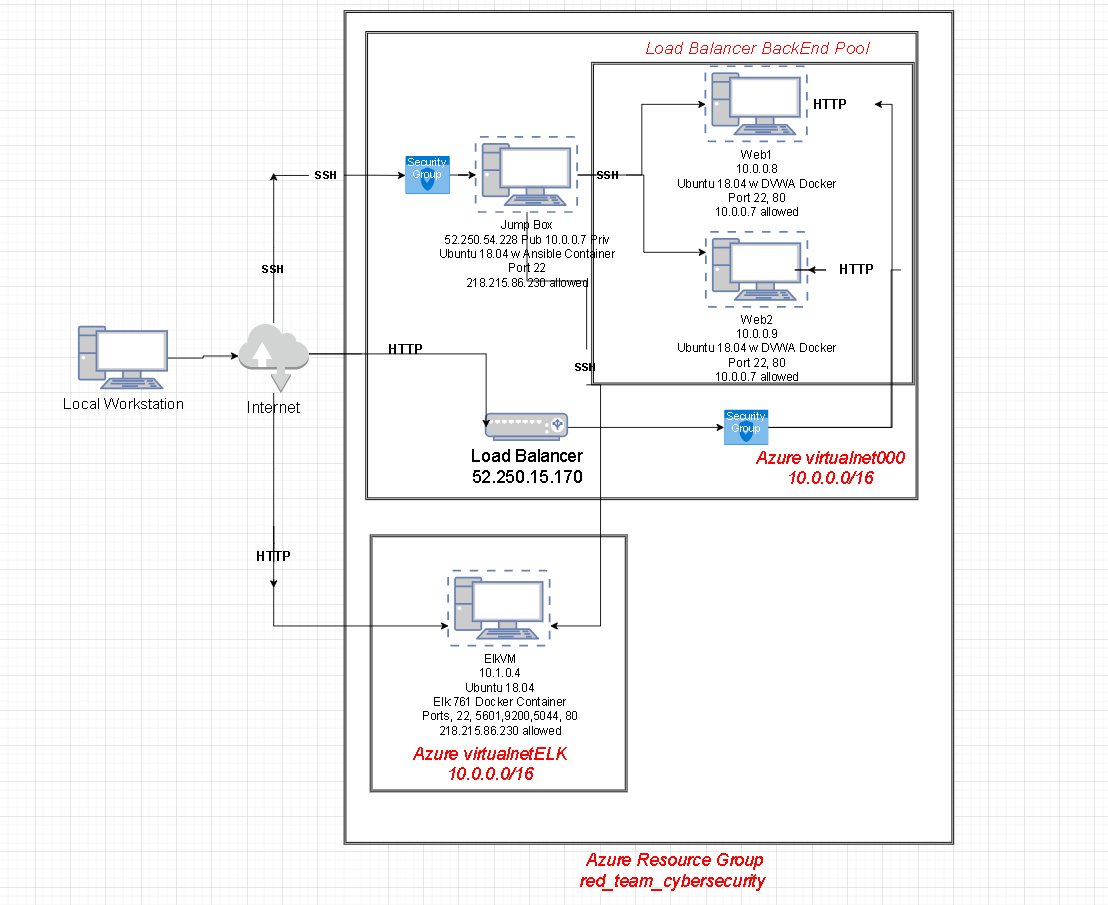 Load Balancer BackEnd Pool
HTTP
Web1
10.0.0.8
Ubuntu 18.04 w DVWA Docker
Port 22, 80
10.0.0.7 allowed
Security
Group
SSH
SSH
Jump Box
52.250.54.228 Pub 10.0.0.7 Priv
Ubuntu 18.04 w Ansible Container
Port 22
218.215.86.230 allowed
SSH
HTTP
Web2
10.0.0.9
Ubuntu 18.04 w DVWA Docker
Port 22, 80
10.0.0.7 allowed
HTTP
SSH
Local Workstation
Internet
Security
Group
Load Balancer
52.250.15.170
Azure virtualnet000
10.0.0.0/16
HTTP
ElkVM
10.1.0.4
Ubuntu 18.04
Elk 761 Docker Container
Ports, 22, 5601,9200,5044, 80
218.215.86.230 allowed
Azure virtualnetELK
10.0.0.0/16
Azure Resource Group
red_team_cybersecurity